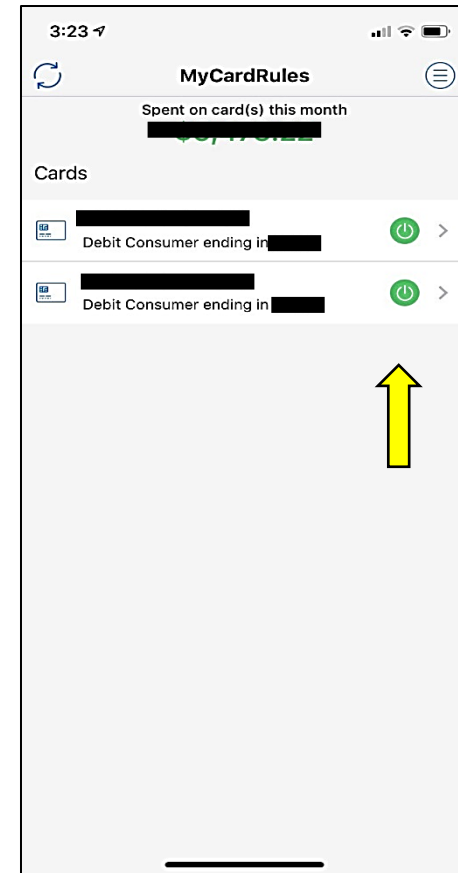 3:23
MyCardRules
Spent on card(s) this month
Cards
Debit Consumer ending in
Debit Consumer ending in